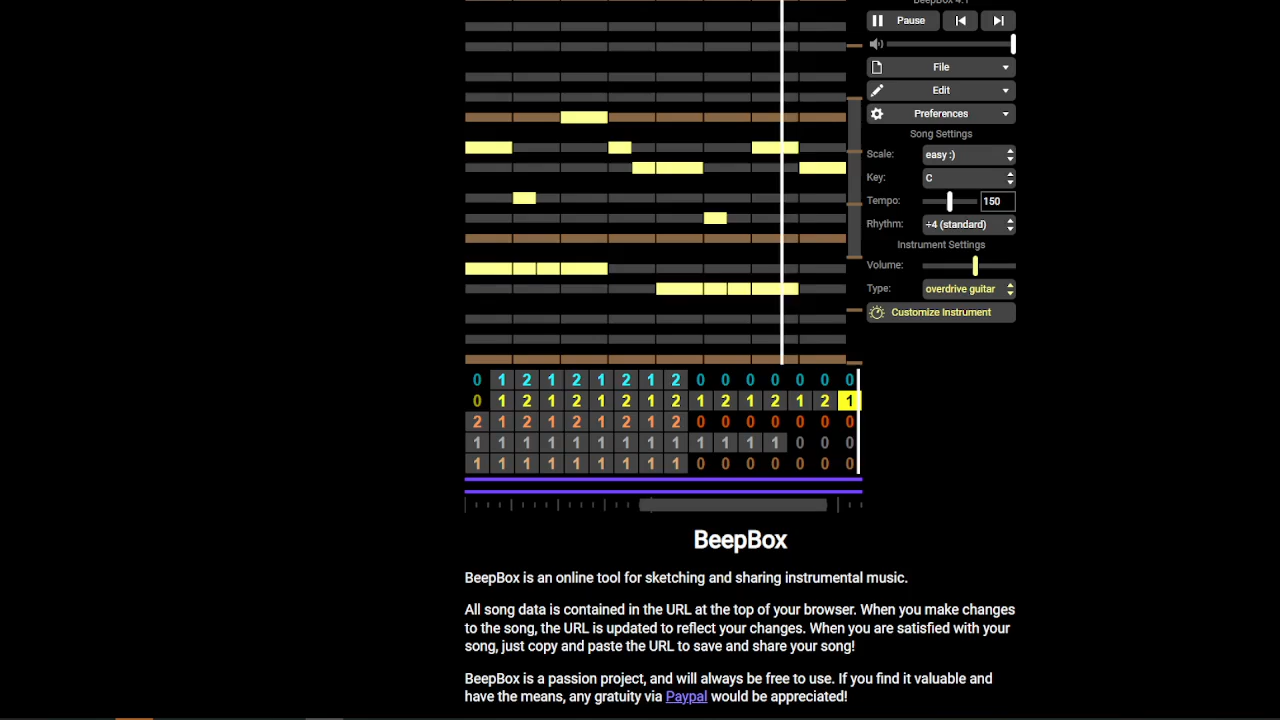 BeepBox 4.1
Pause
File
Edit
Preferences
Song Settings
Scale: easy :)
Key: C
Tempo: 150
Rhythm: ÷4 (standard)
Instrument Settings
Volume:
Type: overdrive guitar
Customize Instrument
0 1 2 1 2 1 2 1 2 0 0 0 0 0 0 0
0 1 2 1 2 1 2 1 2 1 2 1 2 1 2 1
2 1 2 1 2 1 2 1 2 0 0 0 0 0 0 0
1 1 1 1 1 1 1 1 1 1 1 1 1 0 0 0
1 1 1 1 1 1 1 1 1 0 0 0 0 0 0 0
BeepBox
BeepBox is an online tool for sketching and sharing instrumental music.
All song data is contained in the URL at the top of your browser. When you make changes
to the song, the URL is updated to reflect your changes. When you are satisfied with your
song, just copy and paste the URL to save and share your song!
BeepBox is a passion project, and will always be free to use. If you find it valuable and
have the means, any gratuity via Paypal would be appreciated!